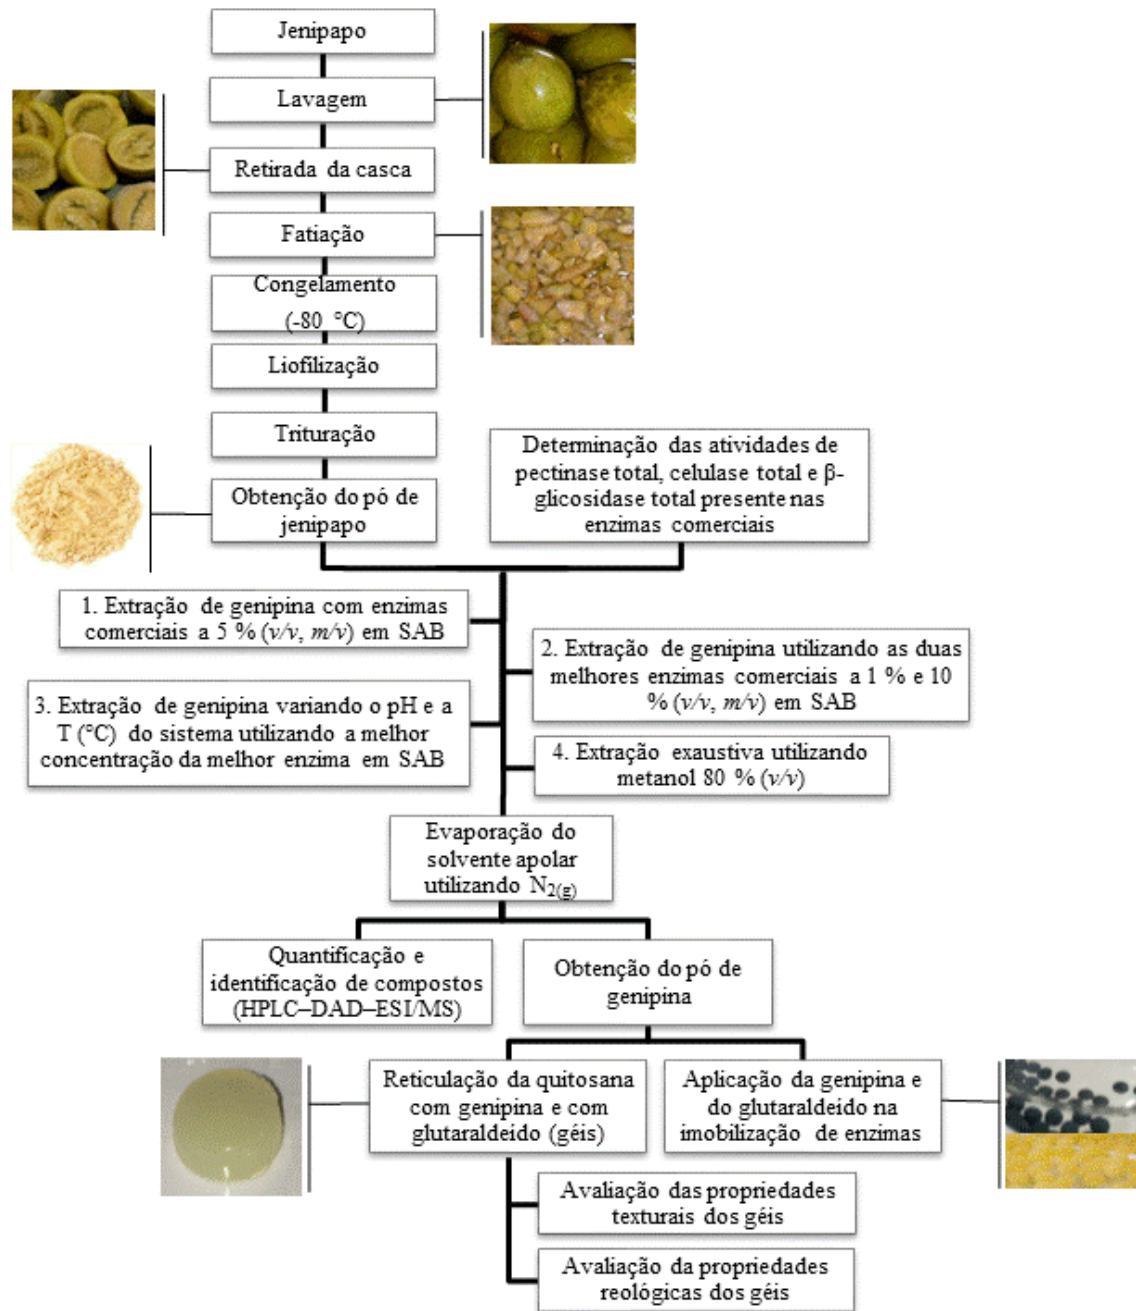 Jenipapo
Lavagem
Retirada da casca
Fatiação
Congelamento
(-80 °C)
Liofilização
Trituração
Obtenção do pó de
jenipapo
Determinação das atividades de
pectinase total, celulase total e β-
glicosidase total presente nas
enzimas comerciais
1. Extração de genipina com enzimas
comerciais a 5 % (v/v, m/v) em SAB
2. Extração de genipina utilizando as duas
melhores enzimas comerciais a 1 % e 10
% (v/v, m/v) em SAB
3. Extração de genipina variando o pH e a
T (°C) do sistema utilizando a melhor
concentração da melhor enzima em SAB
4. Extração exaustiva utilizando
metanol 80 % (v/v)
Evaporação do
solvente apolar
utilizando N2(g)
Quantificação e
identificação de compostos
(HPLC–DAD–ESI/MS)
Obtenção do pó de
genipina
Reticulação da quitosana
com genipina e com
glutaraldeído (géis)
Aplicação da genipina e
do glutaraldeído na
imobilização de enzimas
Avaliação das propriedades
texturais dos géis
Avaliação da propriedades
reológicas dos géis